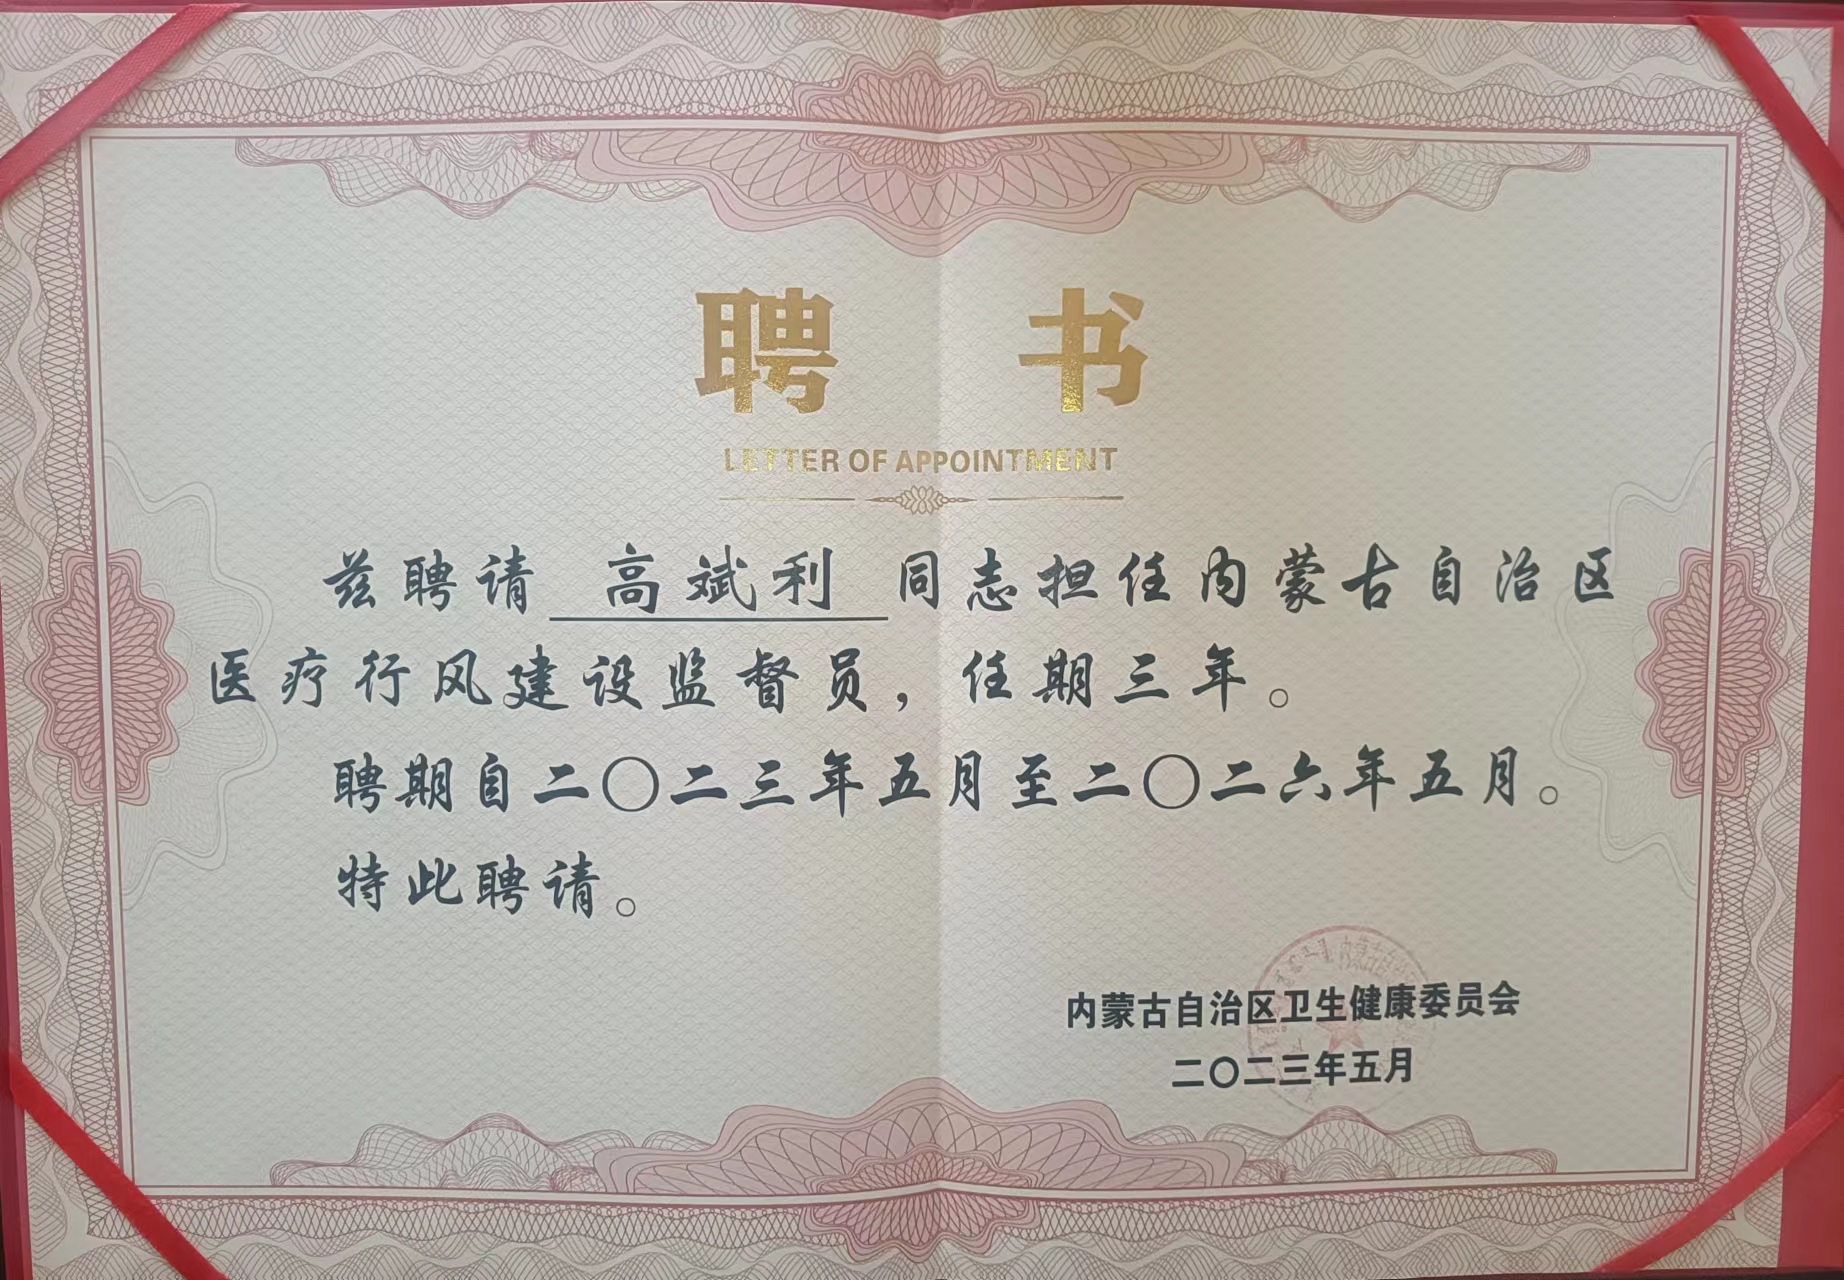 聘书
LETTER OF APPOINTMENT
兹聘请 高斌利 同志担任内蒙古自治区
医疗行风建设监督员，任期三年。
聘期自二〇二三年五月至二〇二六年五月。
特此聘请。
内蒙古自治区卫生健康委员会
二〇二三年五月